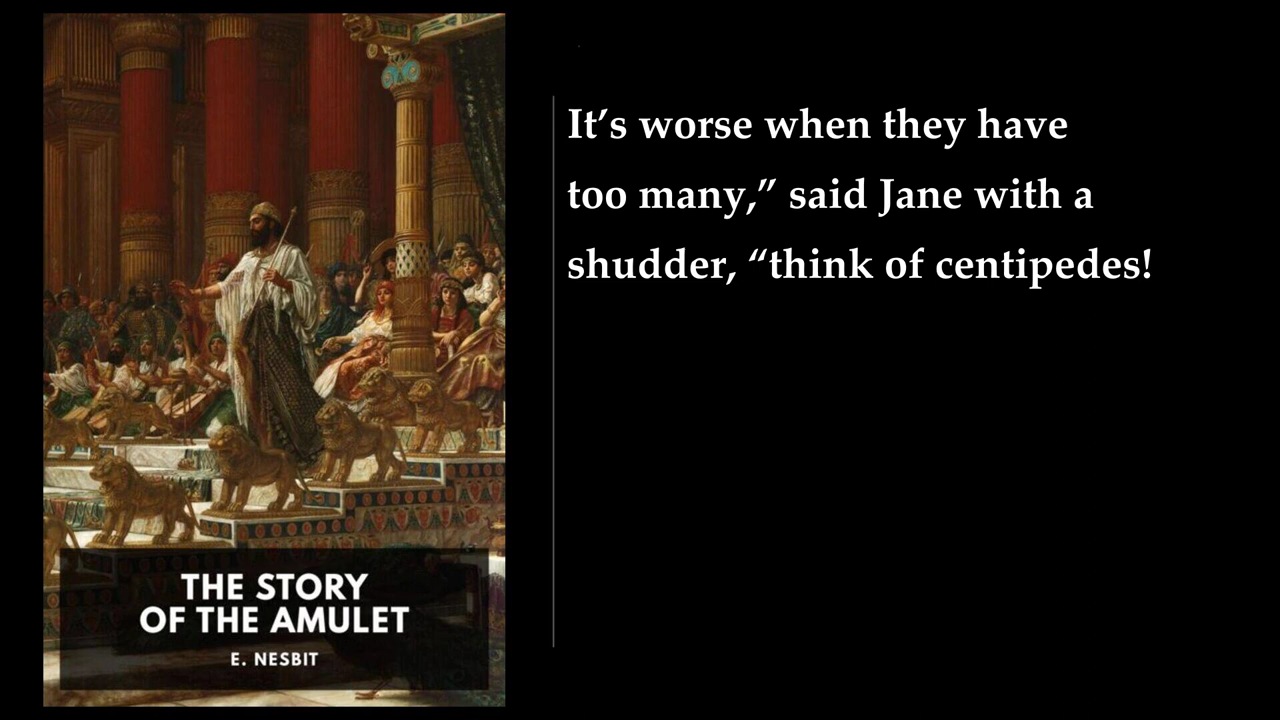 It’s worse when they have
too many,” said Jane with a
shudder, “think of centipedes!
THE STORY
OF THE AMULET
E. NESBIT